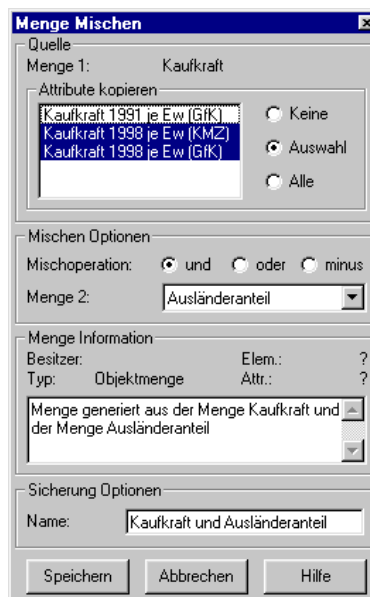 Menge Mischen
Quelle
Menge 1: Kaufkraft
Attribute kopieren
Kaufkraft 1991 je Ew (GfK)
Kaufkraft 1998 je Ew (KMZ)
Kaufkraft 1998 je Ew (GfK)
Keine
Auswahl
Alle
Mischen Optionen
Mischoperation: und oder minus
Menge 2: Ausländeranteil
Menge Information
Besitzer: Elem.: ?
Typ: Objektmenge Attr.: ?
Menge generiert aus der Menge Kaufkraft und
der Menge Ausländeranteil
Sicherung Optionen
Name: Kaufkraft und Ausländeranteil
Speichern Abbrechen Hilfe